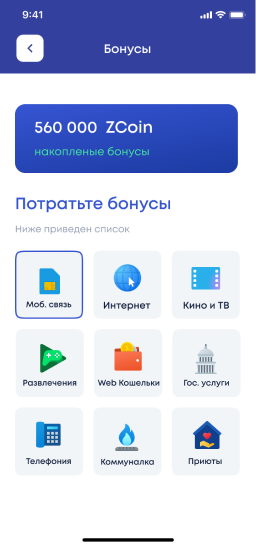 9:41
Бонусы
560 000 ZCoin
накопленые бонусы
Потратьте бонусы
Ниже приведен список
Моб. связь
Интернет
Кино и ТВ
Развлечения
Web Кошельки
Гос. услуги
Телефония
Коммуналка
Приюты